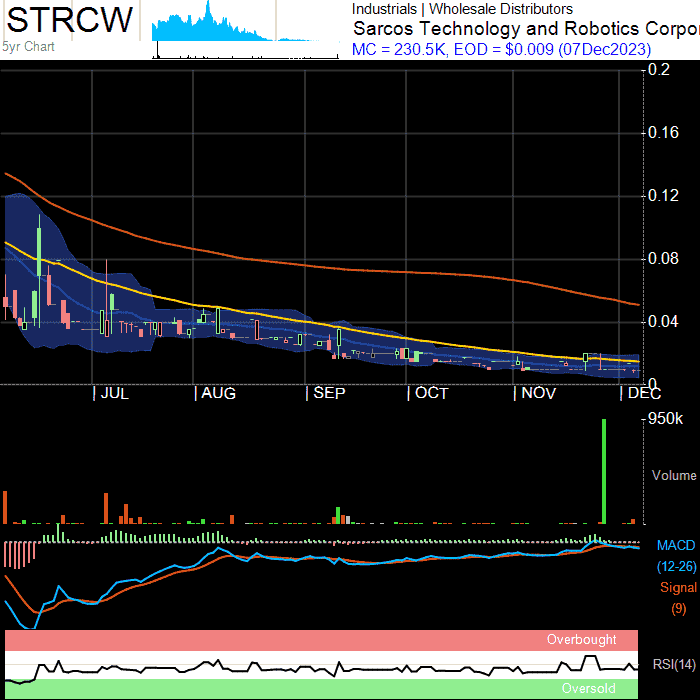 STRCW
5yr Chart
Industrials | Wholesale Distributors
Sarcos Technology and Robotics Corpor
MC = 230.5K, EOD = $0.009 (07Dec2023)
0.2
0.16
0.12
0.08
0.04
0
| JUL | AUG | SEP | OCT | NOV | DEC
950k
Volume
MACD
(12-26)
Signal
(9)
Overbought
RSI(14)
Oversold